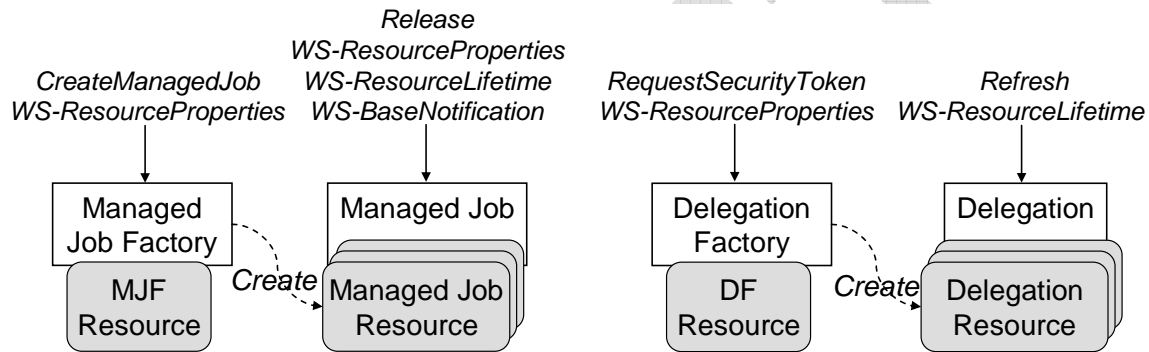 Release
WS-ResourceProperties
WS-ResourceLifetime
WS-BaseNotification
CreateManagedJob
WS-ResourceProperties
RequestSecurityToken
WS-ResourceProperties
Refresh
WS-ResourceLifetime
Managed
Job Factory
Managed Job
Delegation
Factory
Delegation
MJF
Resource
Create
Managed Job
Resource
DF
Resource
Create
Delegation
Resource